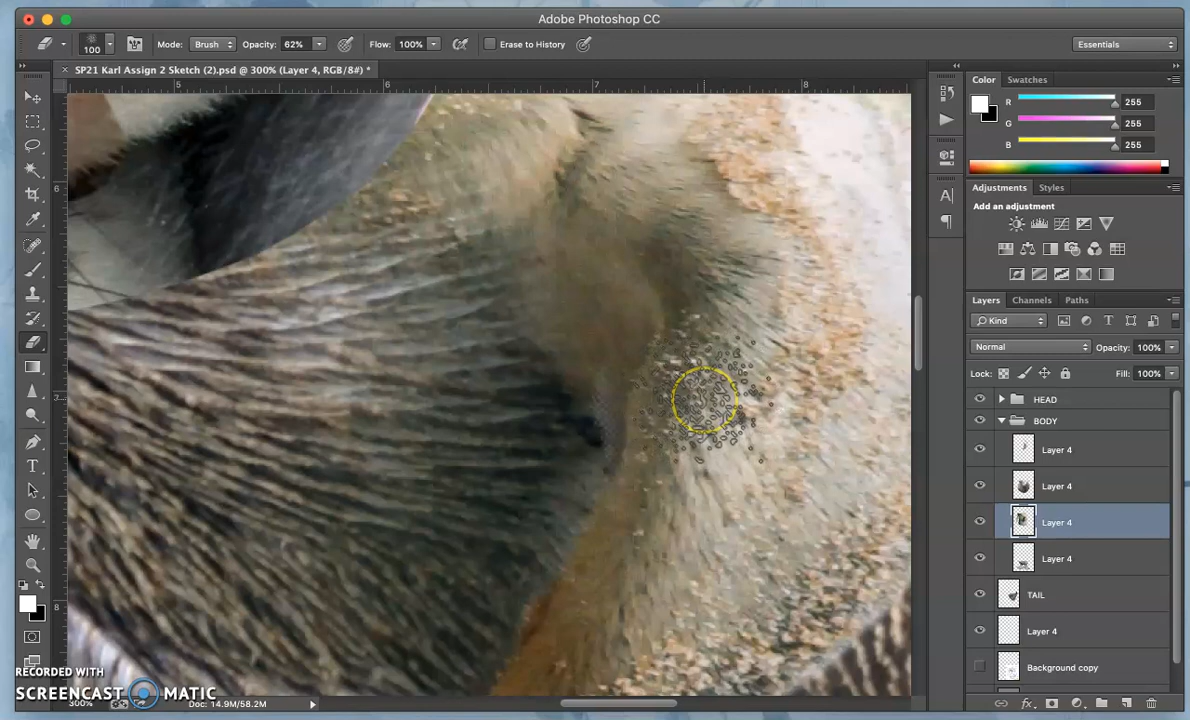 Adobe Photoshop CC
100 Mode: Brush Opacity: 62% Flow: 100% Erase to History Essentials
SP21 Karl Assign 2 Sketch (2).psd @ 300% (Layer 4, RGB/8#) *
5 6 7 8
6
7
8
Color Swatches
R 255
G 255
B 255
Adjustments Styles
Add an adjustment
Layers Channels Paths
Kind
Normal Opacity: 100%
Lock: Fill: 100%
HEAD
BODY
Layer 4
Layer 4
Layer 4
Layer 4
TAIL
Layer 4
Background copy
RECORDED WITH
SCREENCAST MATIC
300% Doc: 14.9M/58.2M